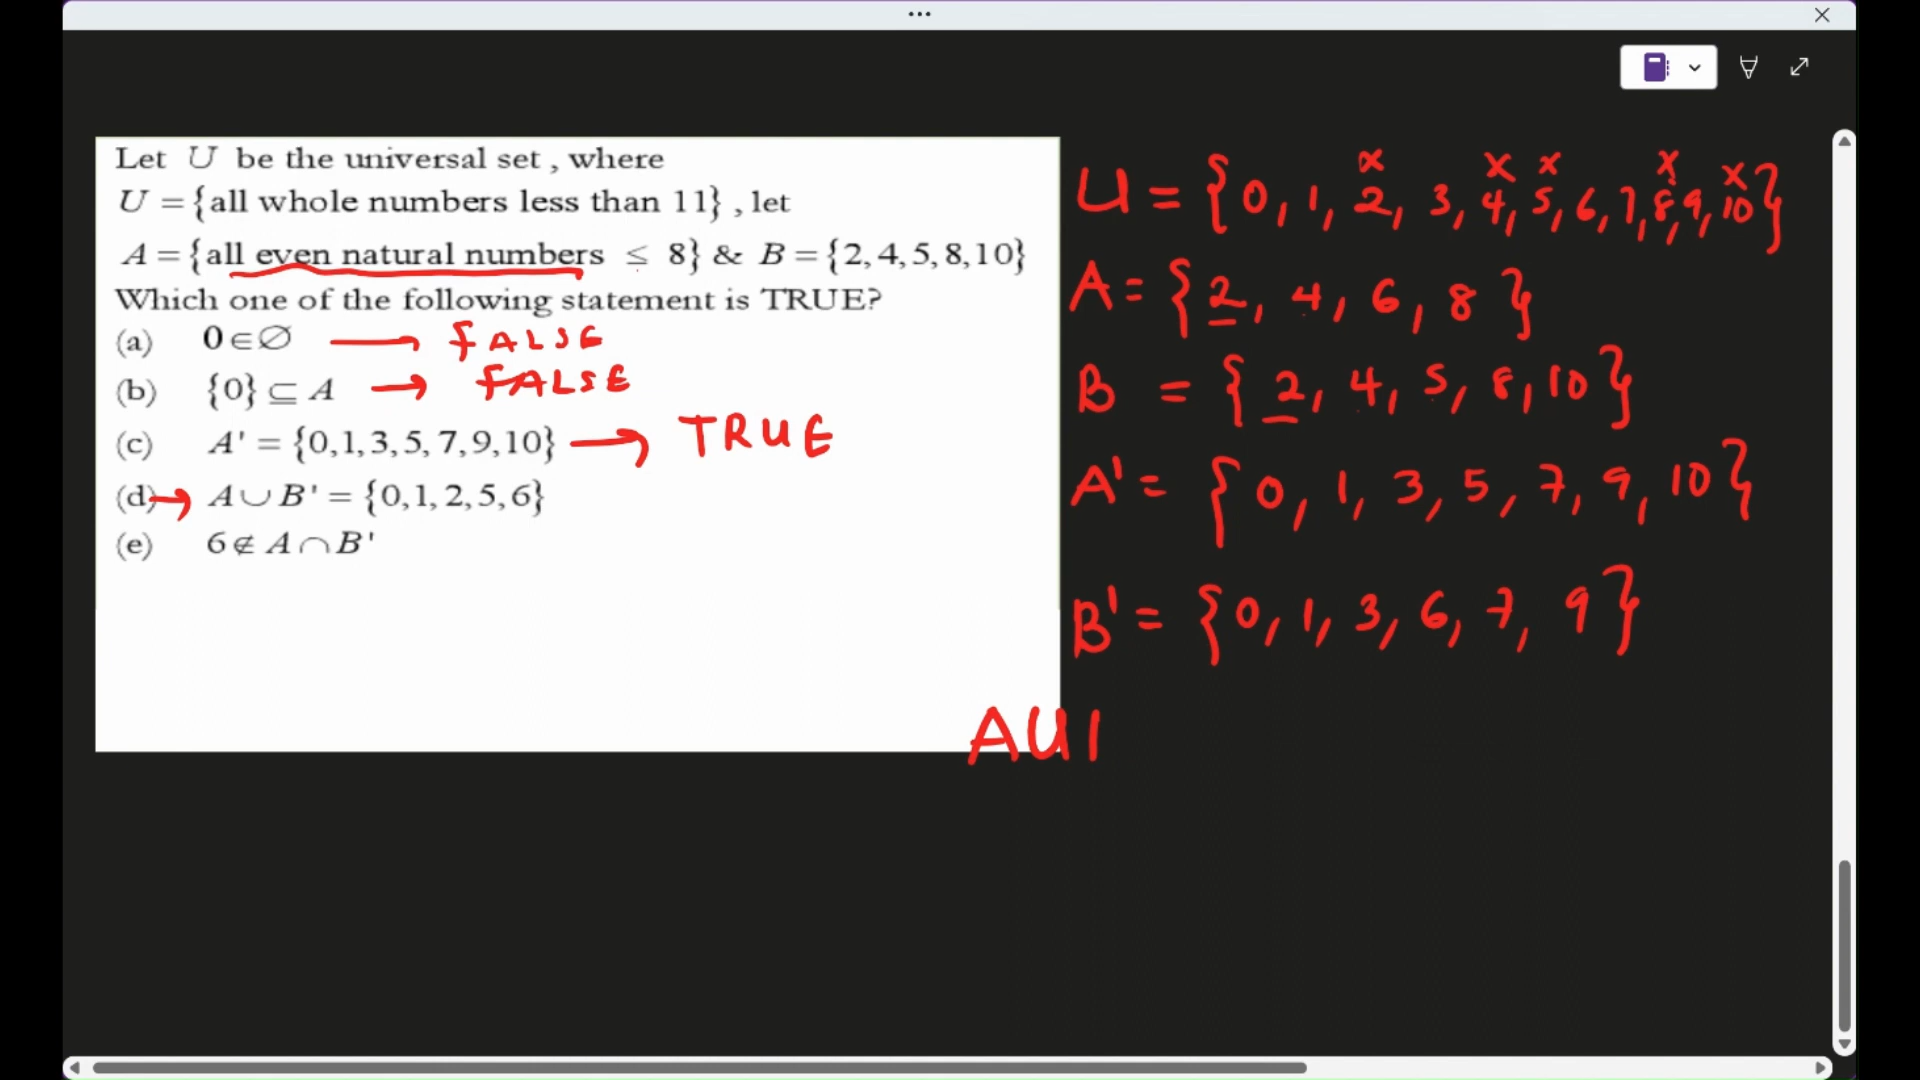 Let U be the universal set , where
U = {all whole numbers less than 11} , let
A = {all even natural numbers ≤ 8} & B = {2, 4, 5, 8, 10}
Which one of the following statement is TRUE?
(a) 0 ∈ ∅ → FALSE
(b) {0} ⊆ A → FALSE
(c) A' = {0, 1, 3, 5, 7, 9, 10} → TRUE
(d) → A ∪ B' = {0, 1, 2, 5, 6}
(e) 6 ∉ A ∩ B'
x x x x x
U = {0, 1, 2, 3, 4, 5, 6, 7, 8, 9, 10}
A = {2, 4, 6, 8}
B = {2, 4, 5, 8, 10}
A' = {0, 1, 3, 5, 7, 9, 10}
B' = {0, 1, 3, 6, 7, 9}
A∪